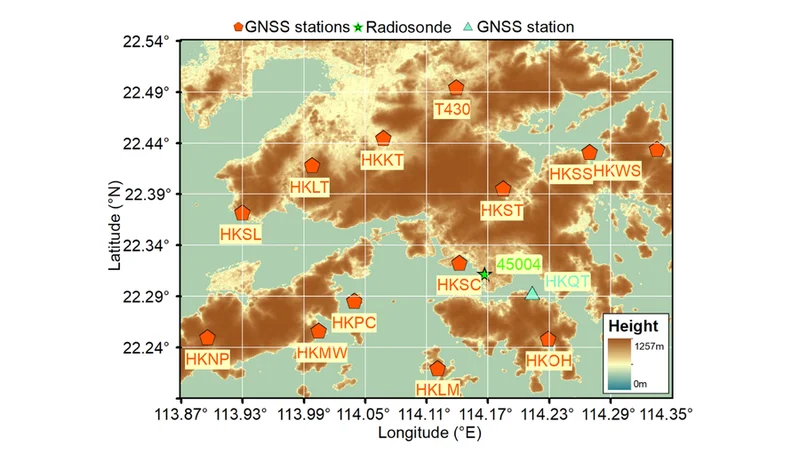 GNSS stations Radiosonde GNSS station
22.54°
22.49°
22.44°
22.39°
22.34°
22.29°
22.24°
Latitude (°N)
T430
HKKT
HKLT
HKSS HKWS
HKST
HKSL
45004
HKSC
HKQT
HKPC
HKMW
HKNP
HKOH
HKLM
Height
1257m
0m
113.87° 113.93° 113.99° 114.05° 114.11° 114.17° 114.23° 114.29° 114.35°
Longitude (°E)